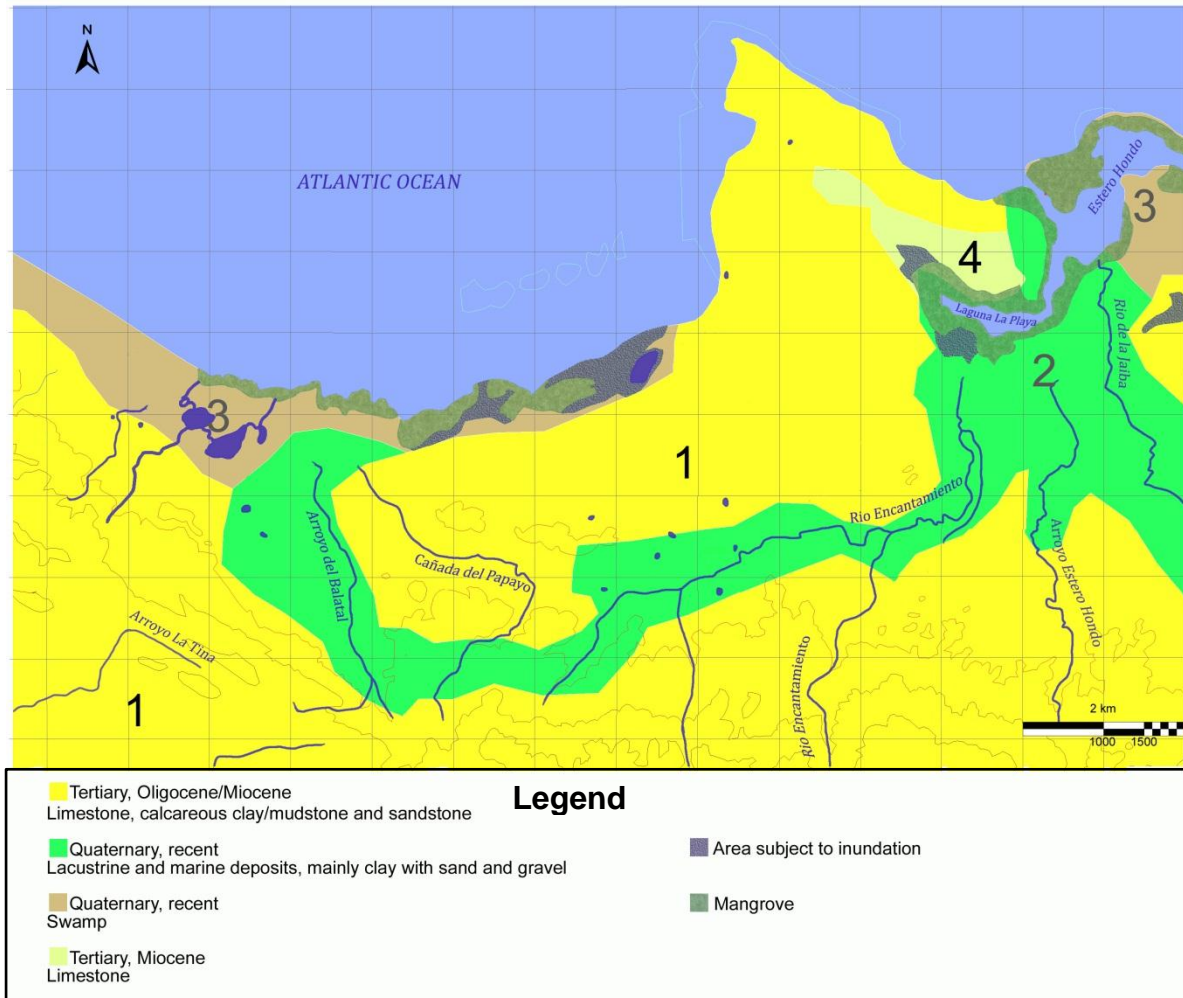 N
ATLANTIC OCEAN
Estero Hondo
3
4
Laguna La Playa
Rio de la Jaiba
2
3
1
Rio Encantamiento
Arroyo del Balatal
Cañada del Papayo
Arroyo Estero Hondo
Arroyo La Tina
Rio Encantamiento
1
2 km
1000 1500
Legend
Tertiary, Oligocene/Miocene
Limestone, calcareous clay/mudstone and sandstone
Quaternary, recent
Lacustrine and marine deposits, mainly clay with sand and gravel
Quaternary, recent
Swamp
Tertiary, Miocene
Limestone
Area subject to inundation
Mangrove